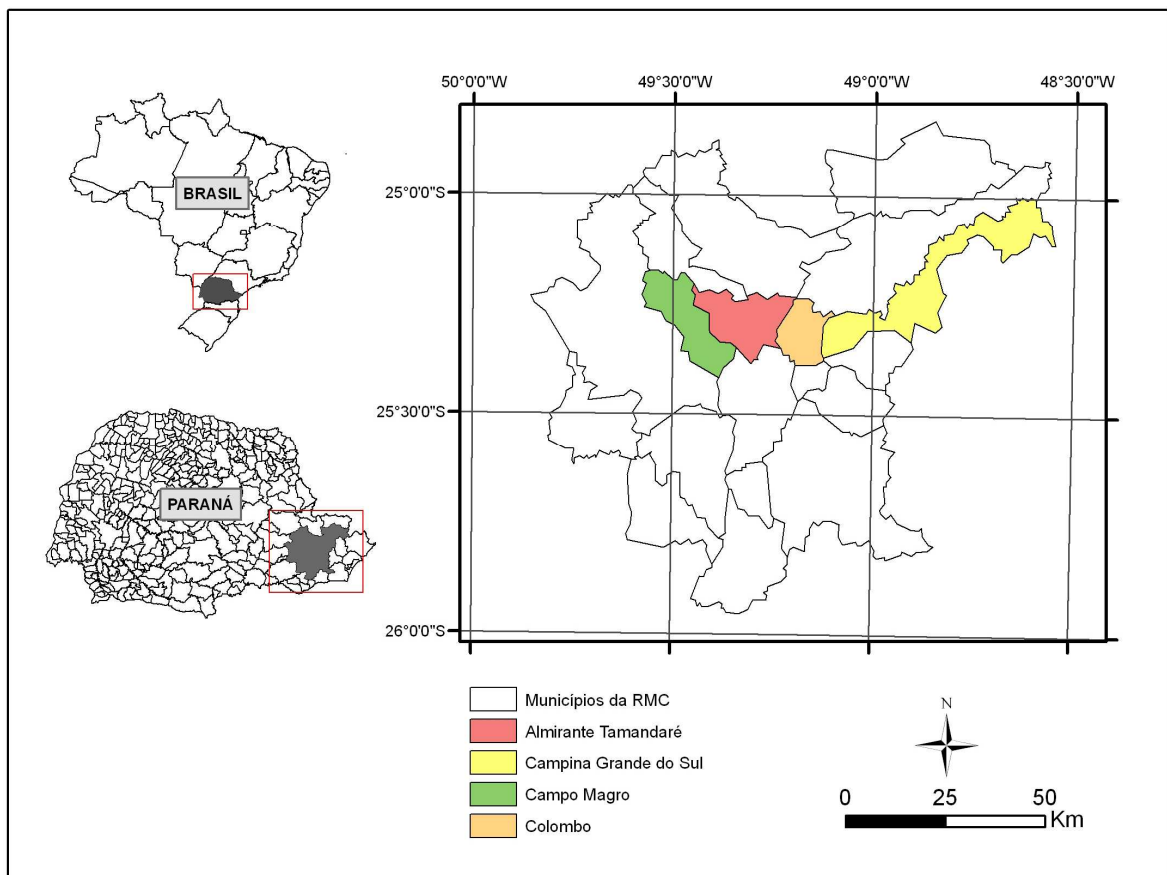 50°0'0"W
49°30'0"W
49°0'0"W
48°30'0"W
BRASIL
25°0'0"S
PARANÁ
25°30'0"S
26°0'0"S
Municípios da RMC
Almirante Tamandaré
Campina Grande do Sul
Campo Magro
Colombo
N
0 25 50
Km